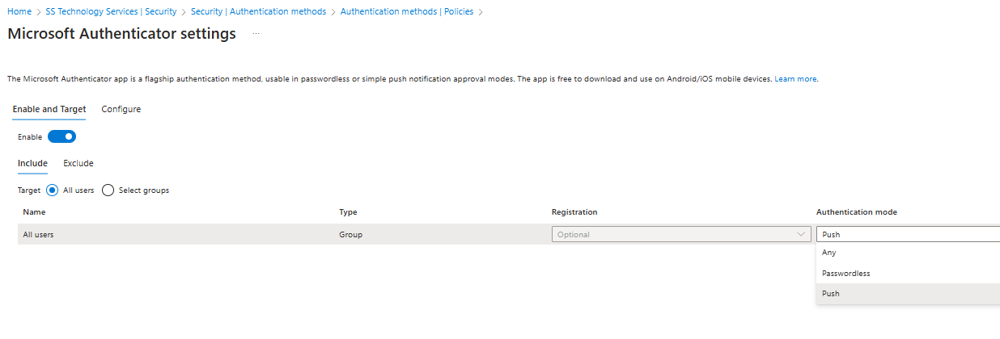 Home > SS Technology Services | Security > Security | Authentication methods > Authentication methods | Policies >
Microsoft Authenticator settings ...
The Microsoft Authenticator app is a flagship authentication method, usable in passwordless or simple push notification approval modes. The app is free to download and use on Android/iOS mobile devices. Learn more.
Enable and Target Configure
Enable
Include Exclude
Target All users Select groups
Name Type Registration Authentication mode
All users Group Optional Push
Any
Passwordless
Push